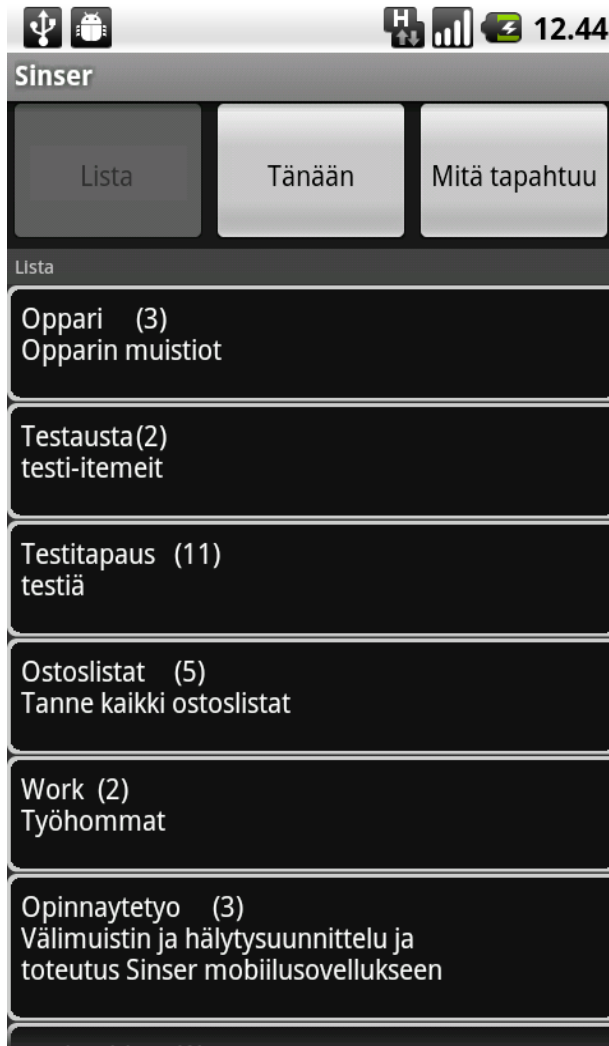 H
12.44
Sinser
Lista
Tänään
Mitä tapahtuu
Lista
Oppari (3)
Opparin muistiot
Testausta(2)
testi-itemeit
Testitapaus (11)
testiä
Ostoslistat (5)
Tanne kaikki ostoslistat
Work (2)
Työhommat
Opinnaytetyo (3)
Välimuistin ja hälytysuunnittelu ja
toteutus Sinser mobiilusovellukseen